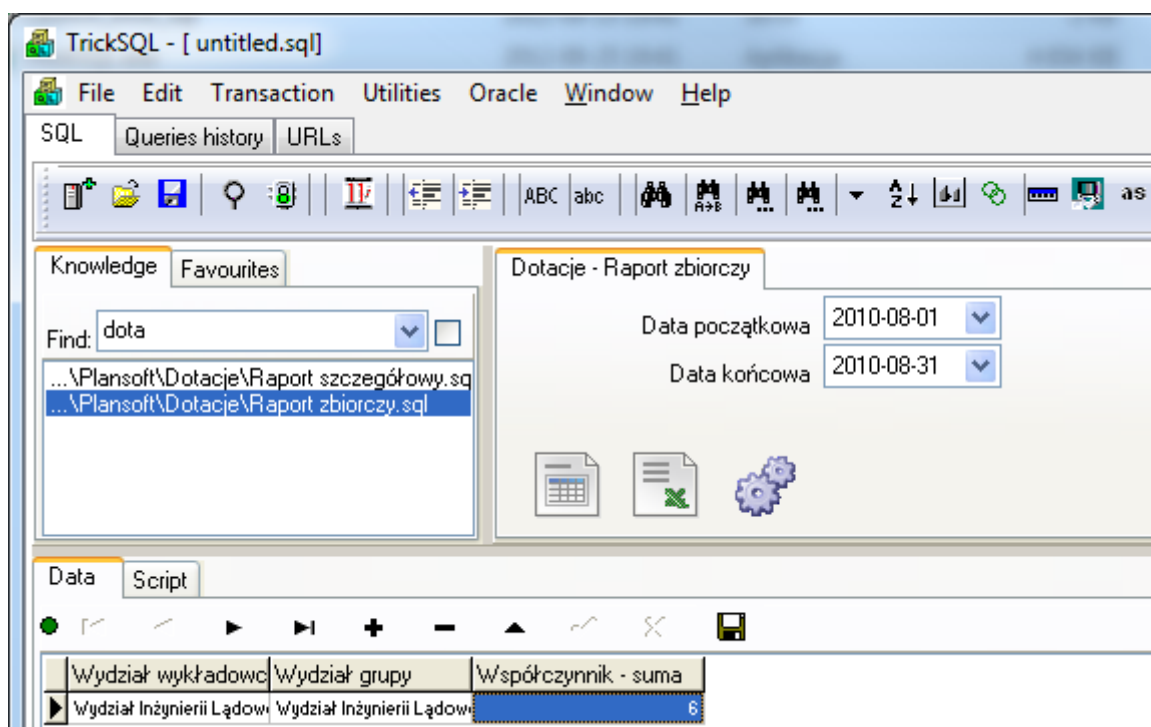 TrickSQL - [ untitled.sql]
File Edit Transaction Utilities Oracle Window Help
SQL Queries history URLs
ABC abc A→B as
Knowledge Favourites
Find: dota
...\Plansoft\Dotacje\Raport szczegółowy.sq
...\Plansoft\Dotacje\Raport zbiorczy.sql
Dotacje - Raport zbiorczy
Data początkowa 2010-08-01
Data końcowa 2010-08-31
Data Script
Wydział wykładowc Wydział grupy Współczynnik - suma
Wydział Inżynierii Lądow Wydział Inżynierii Lądow 6